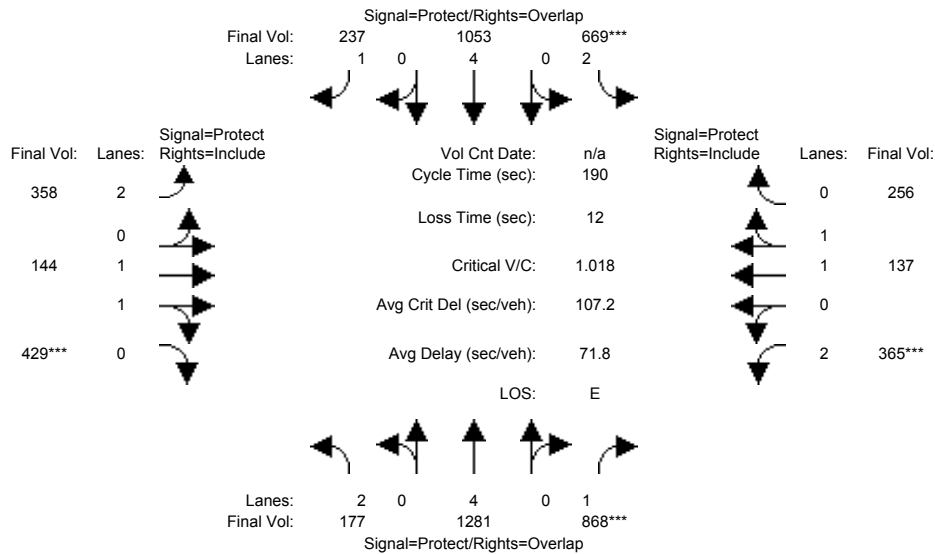 Signal=Protect/Rights=Overlap
Final Vol: 237 1053 669***
Lanes: 1 0 4 0 2
Signal=Protect Signal=Protect
Final Vol: Lanes: Rights=Include Vol Cnt Date: n/a Rights=Include Lanes: Final Vol:
Cycle Time (sec): 190
358 2 0 256
Loss Time (sec): 12
0 1
144 1 Critical V/C: 1.018 1 137
1 Avg Crit Del (sec/veh): 107.2 0
429*** 0 Avg Delay (sec/veh): 71.8 2 365***
LOS: E
Lanes: 2 0 4 0 1
Final Vol: 177 1281 868***
Signal=Protect/Rights=Overlap